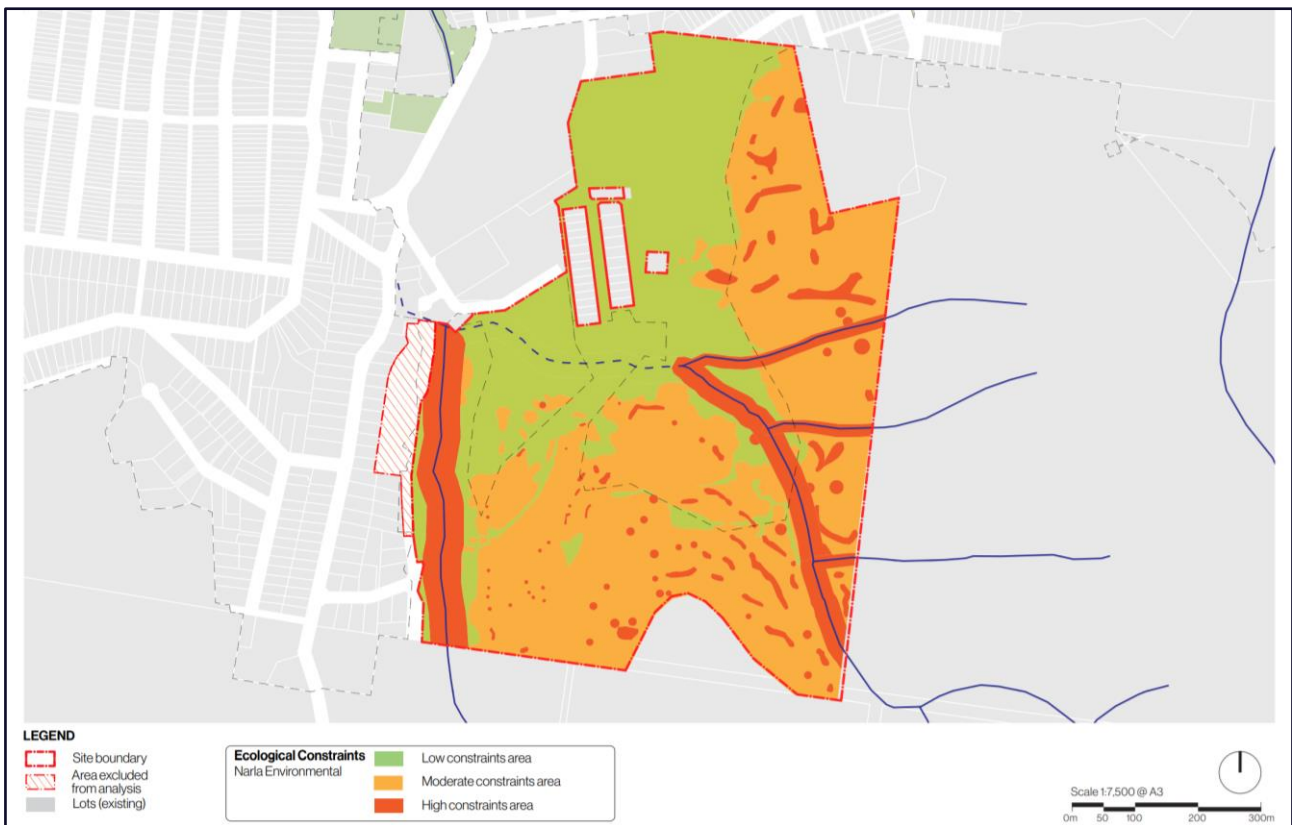 LEGEND
Site boundary
Area excluded
from analysis
Lots (existing)
Ecological Constraints
Narla Environmental
Low constraints area
Moderate constraints area
High constraints area
Scale 1:7,500 @ A3
0m 50 100 200 300m